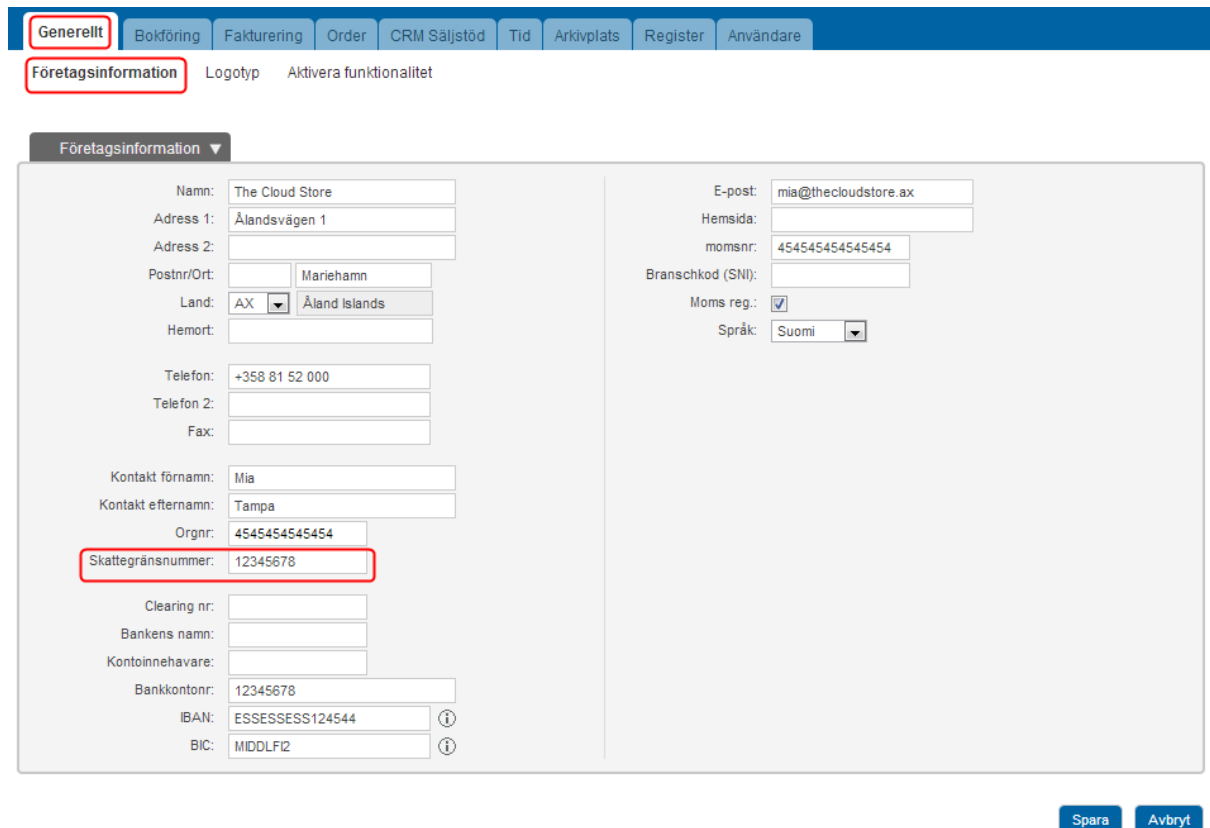 Generellt Bokföring Fakturering Order CRM Säljstöd Tid Arkivplats Register Användare
Företagsinformation Logotyp Aktivera funktionalitet
Företagsinformation ▼
Namn: The Cloud Store
Adress 1: Ålandsvägen 1
Adress 2:
Postnr/Ort: Mariehamn
Land: AX Åland Islands
Hemort:
Telefon: +358 81 52 000
Telefon 2:
Fax:
Kontakt förnamn: Mia
Kontakt efternamn: Tampa
Orgnr: 4545454545454
Skattegränsnummer: 12345678
Clearing nr:
Bankens namn:
Kontoinnehavare:
Bankkontonr: 12345678
IBAN: ESSESSESS124544
BIC: MIDDLFI2
E-post: mia@thecloudstore.ax
Hemsida:
momsnr: 454545454545454
Branschkod (SNI):
Moms reg.:
Språk: Suomi
Spara Avbryt